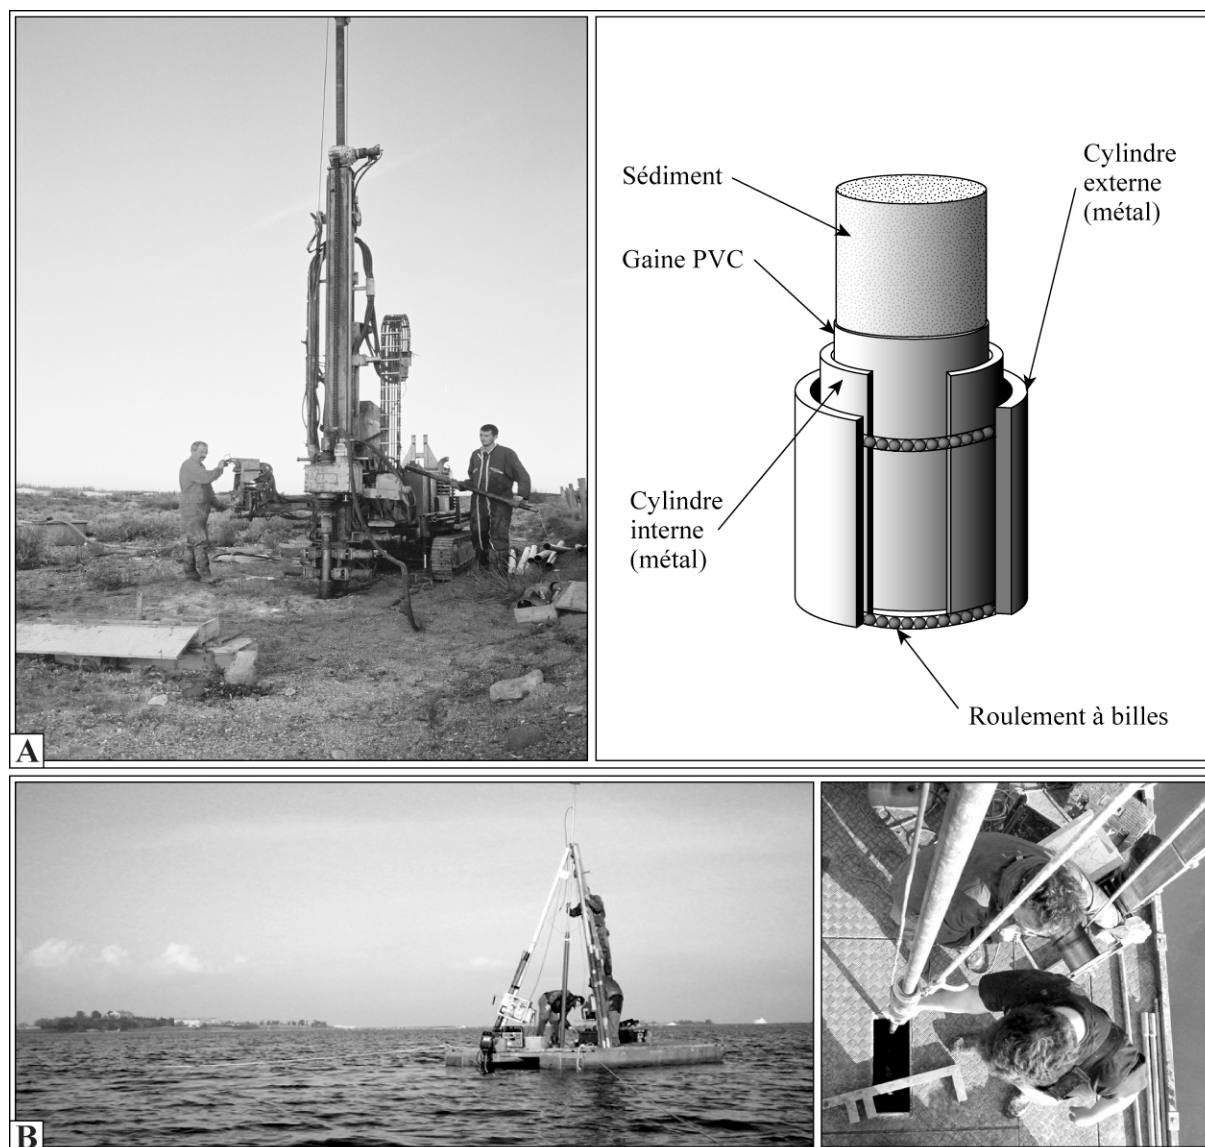 Sédiment
Gaine PVC
Cylindre
externe
(métal)
Cylindre
interne
(métal)
Roulement à billes
A
B